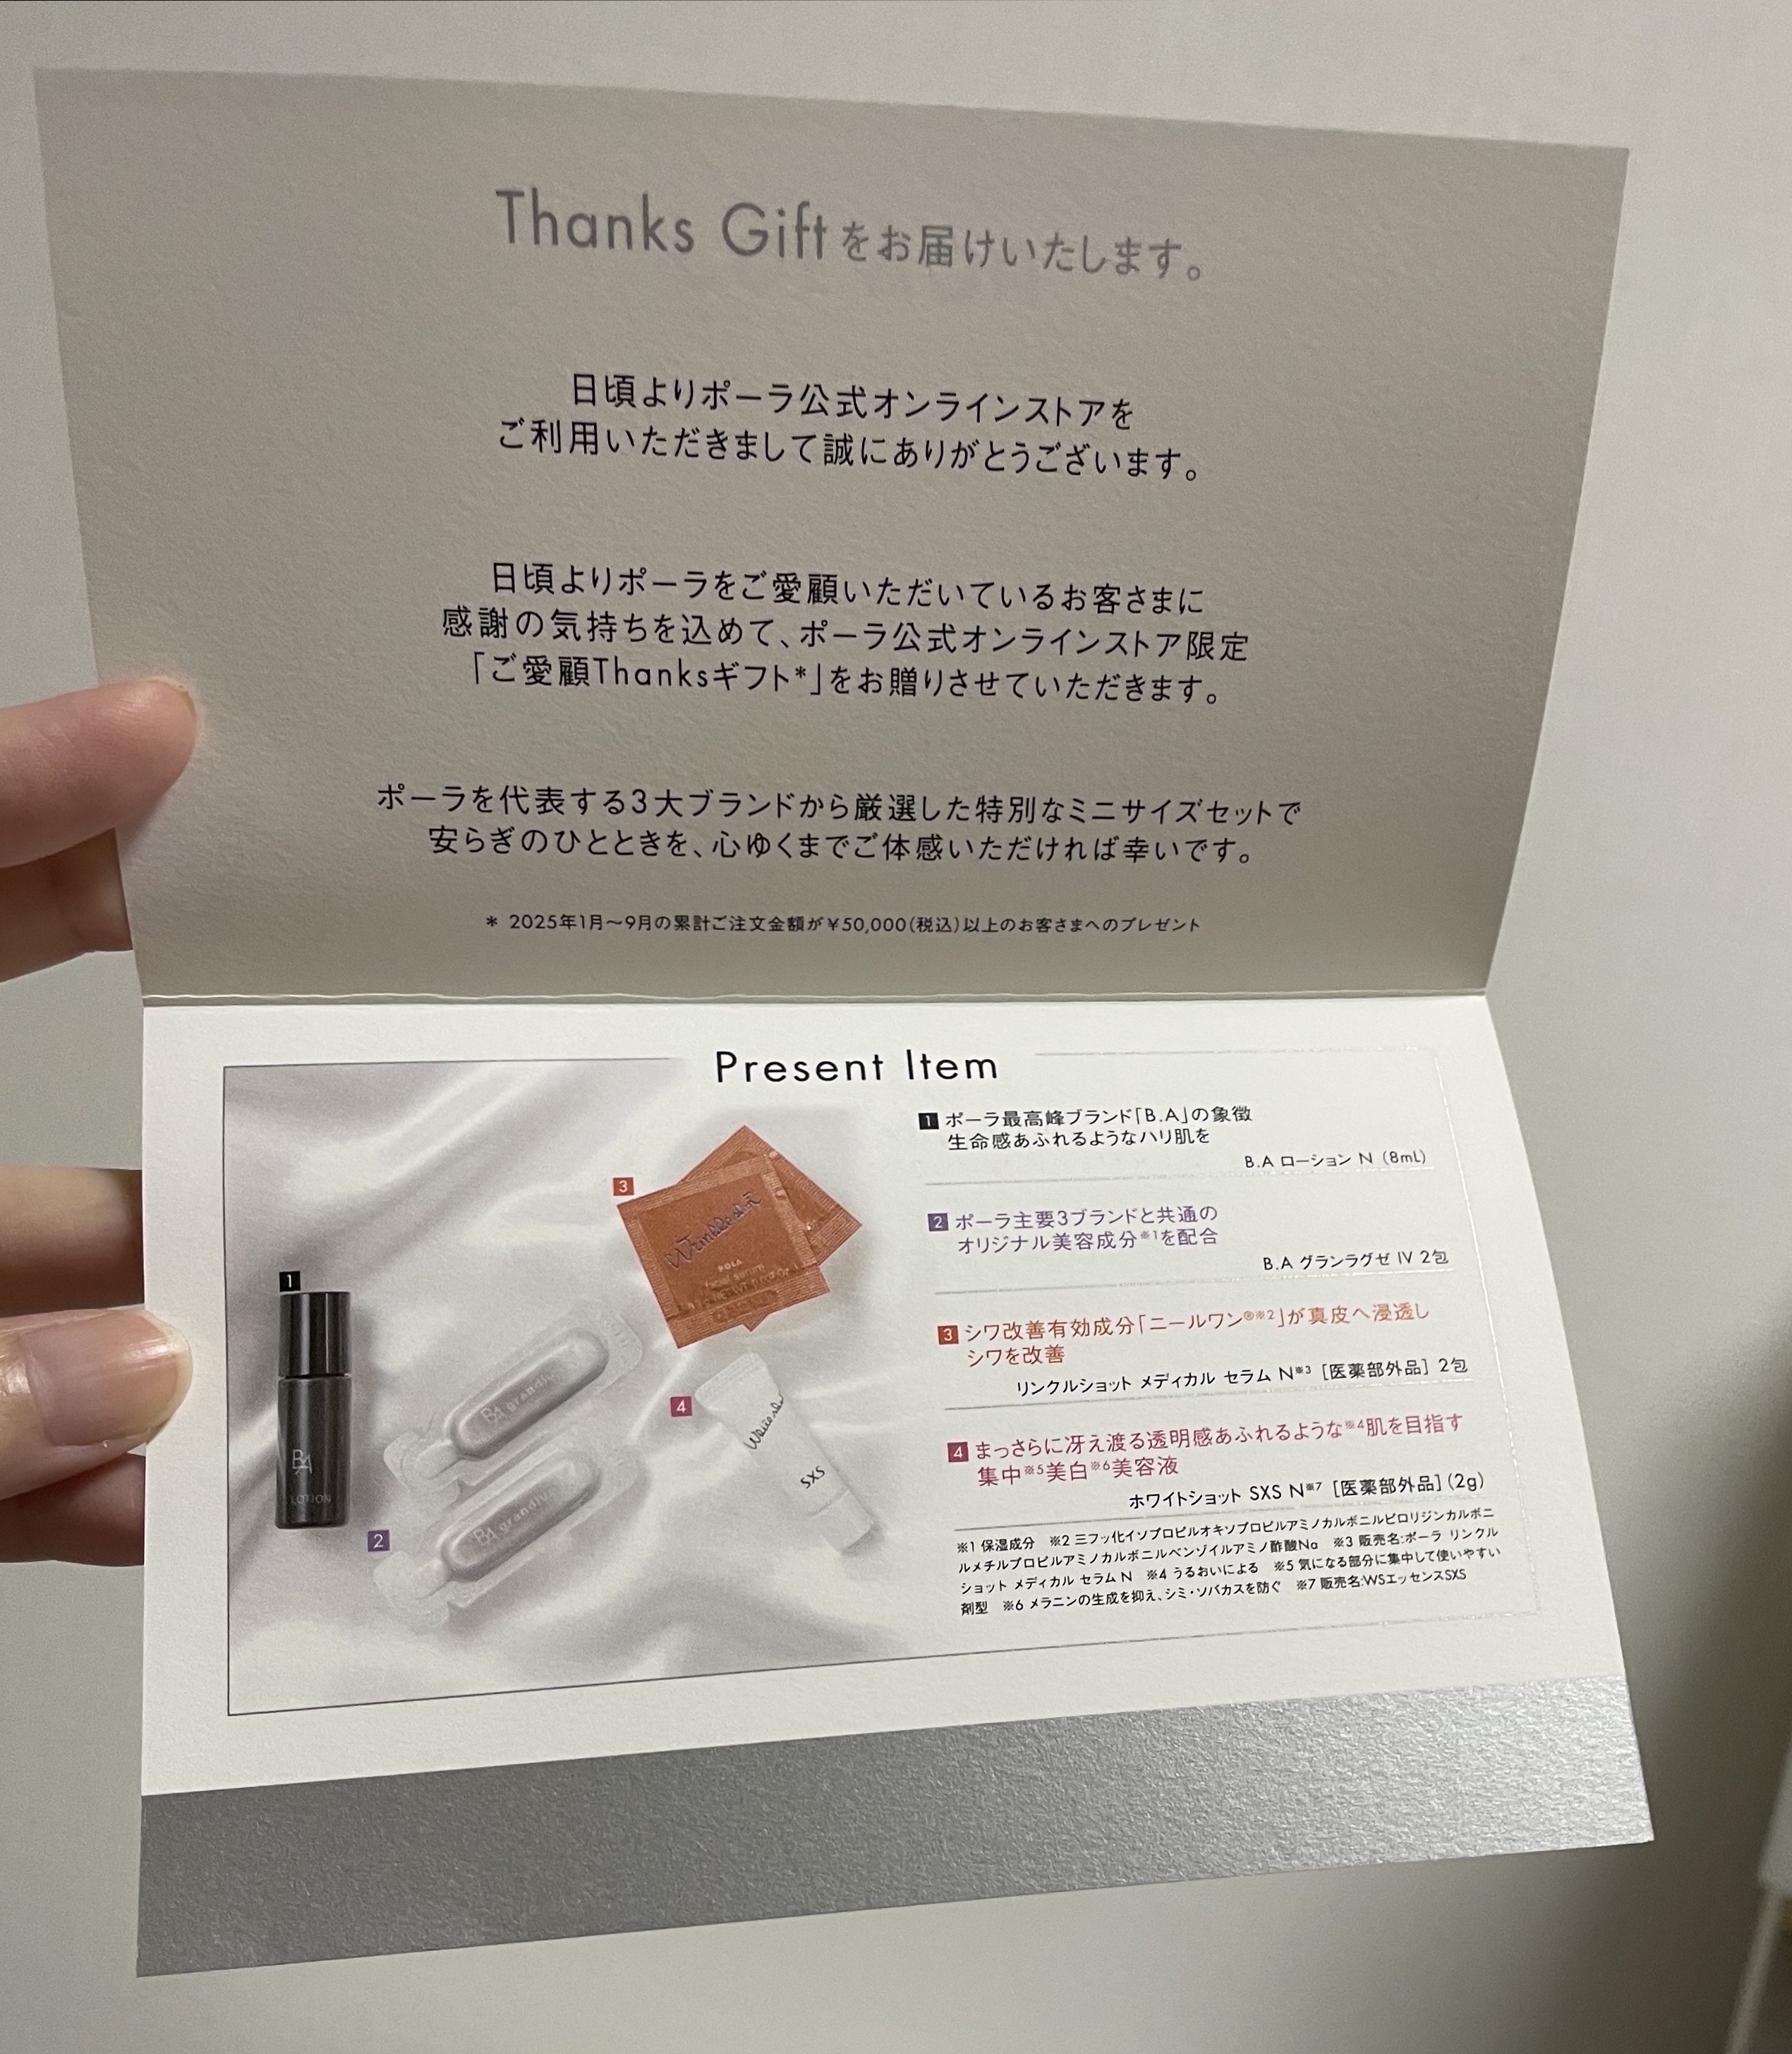 Thanks Giftをお届けいたします。
日頃よりポーラ公式オンラインストアを
ご利用いただきまして誠にありがとうございます。
日頃よりポーラをご愛顧いただいているお客さまに
感謝の気持ちを込めて、ポーラ公式オンラインストア限定
「ご愛顧Thanksギフト*」をお贈りさせていただきます。
ポーラを代表する3大ブランドから厳選した特別なミニサイズセットで
安らぎのひとときを、心ゆくまでご体感いただければ幸いです。
* 2025年1月〜9月の累計ご注文金額が¥50,000(税込)以上のお客さまへのプレゼント
Present Item
1
BA
LOTION
2
BA grandluxe
BA grandluxe
3
Wrinkle shot
POLA
facial serum
4
White shot
SXS
1 ポーラ最高峰ブランド「B.A」の象徴
生命感あふれるようなハリ肌を
B.A ローション N (8mL)
2 ポーラ主要3ブランドと共通の
オリジナル美容成分※1を配合
B.A グランラグゼ IV 2包
3 シワ改善有効成分「ニールワン®※2」が真皮へ浸透し
シワを改善
リンクルショット メディカル セラム N※3 [医薬部外品] 2包
4 まっさらに冴え渡る透明感あふれるような※4肌を目指す
集中※5美白※6美容液
ホワイトショット SXS N※7 [医薬部外品] (2g)
※1 保湿成分 ※2 三フッ化イソプロピルオキソプロピルアミノカルボニルピロリジンカルボニ
ルメチルプロピルアミノカルボニルベンゾイルアミノ酢酸Na ※3 販売名:ポーラ リンクル
ショット メディカル セラム N ※4 うるおいによる ※5 気になる部分に集中して使いやすい
剤型 ※6 メラニンの生成を抑え、シミ・ソバカスを防ぐ ※7 販売名:WSエッセンスSXS